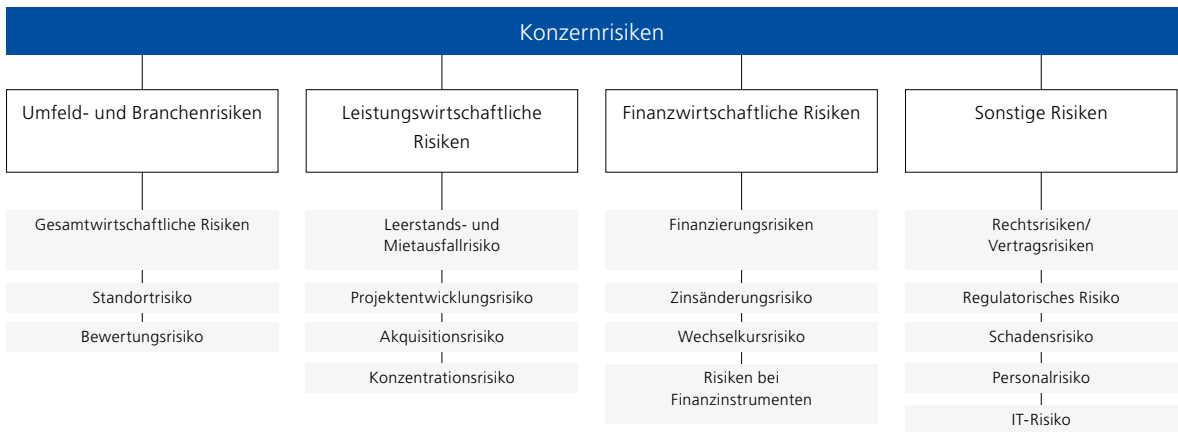 Konzernrisiken
Umfeld- und Branchenrisiken
Gesamtwirtschaftliche Risiken
Standortrisiko
Bewertungsrisiko
Leistungswirtschaftliche
Risiken
Leerstands- und
Mietausfallrisiko
Projektentwicklungsrisiko
Akquisitionsrisiko
Konzentrationsrisiko
Finanzwirtschaftliche Risiken
Finanzierungsrisiken
Zinsänderungsrisiko
Wechselkursrisiko
Risiken bei
Finanzinstrumenten
Sonstige Risiken
Rechtsrisiken/
Vertragsrisiken
Regulatorisches Risiko
Schadensrisiko
Personalrisiko
IT-Risiko